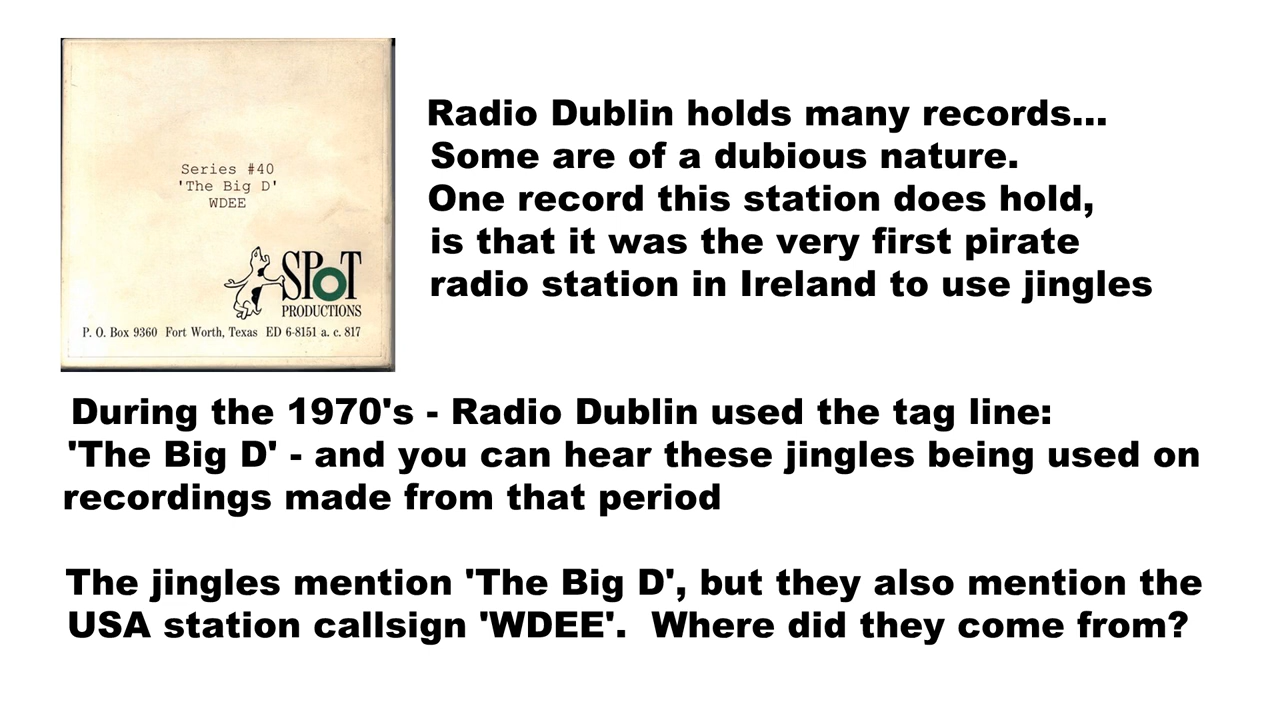 Series #40
'The Big D'
WDEE
SPOT
PRODUCTIONS
P. O. Box 9360 Fort Worth, Texas ED 6-8151 a. c. 817
Radio Dublin holds many records...
Some are of a dubious nature.
One record this station does hold,
is that it was the very first pirate
radio station in Ireland to use jingles
During the 1970's - Radio Dublin used the tag line:
'The Big D' - and you can hear these jingles being used on
recordings made from that period
The jingles mention 'The Big D', but they also mention the
USA station callsign 'WDEE'. Where did they come from?